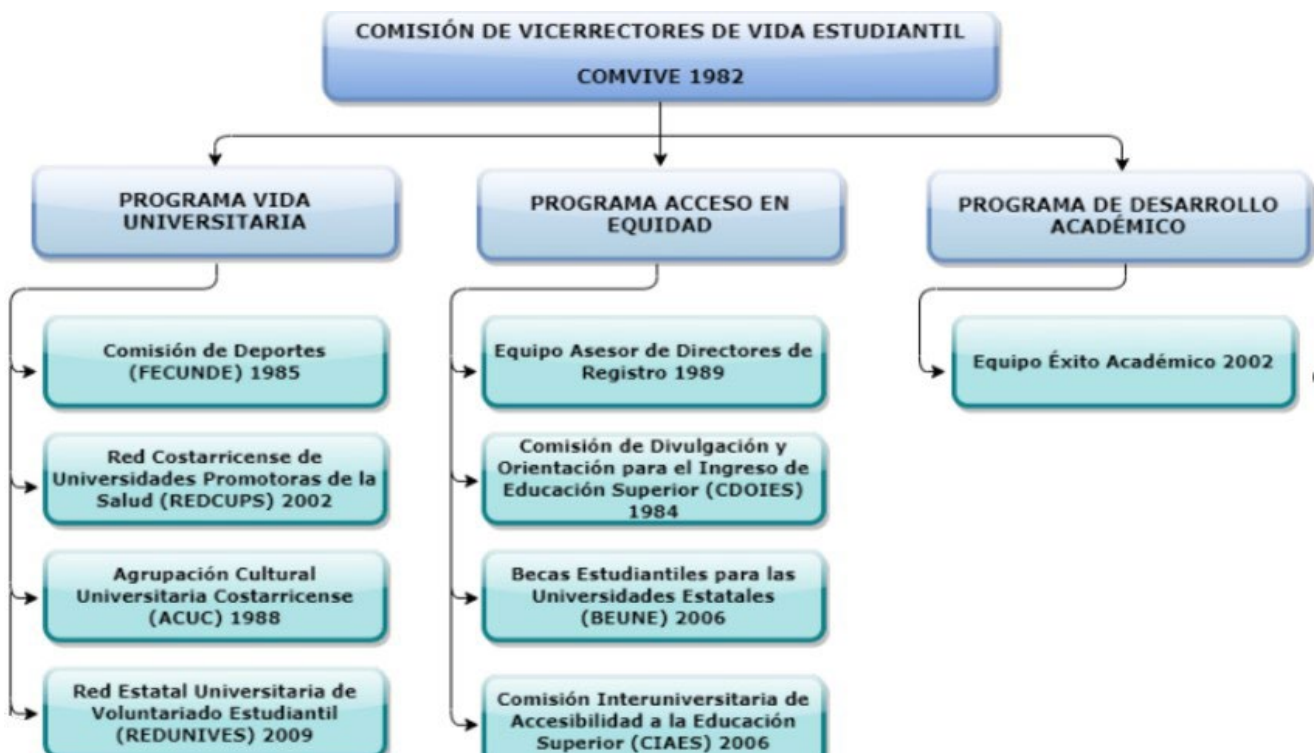 COMISIÓN DE VICERRECTORES DE VIDA ESTUDIANTIL
COMVIVE 1982
PROGRAMA VIDA
UNIVERSITARIA
Comisión de Deportes
(FECUNDE) 1985
Red Costarricense de
Universidades Promotoras de la
Salud (REDCUPS) 2002
Agrupación Cultural
Universitaria Costarricense
(ACUC) 1988
Red Estatal Universitaria de
Voluntariado Estudiantil
(REDUNIVES) 2009
PROGRAMA ACCESO EN
EQUIDAD
Equipo Asesor de Directores de
Registro 1989
Comisión de Divulgación y
Orientación para el Ingreso de
Educación Superior (CDOIES)
1984
Becas Estudiantiles para las
Universidades Estatales
(BEUNE) 2006
Comisión Interuniversitaria de
Accesibilidad a la Educación
Superior (CIAES) 2006
PROGRAMA DE DESARROLLO
ACADÉMICO
Equipo Éxito Académico 2002